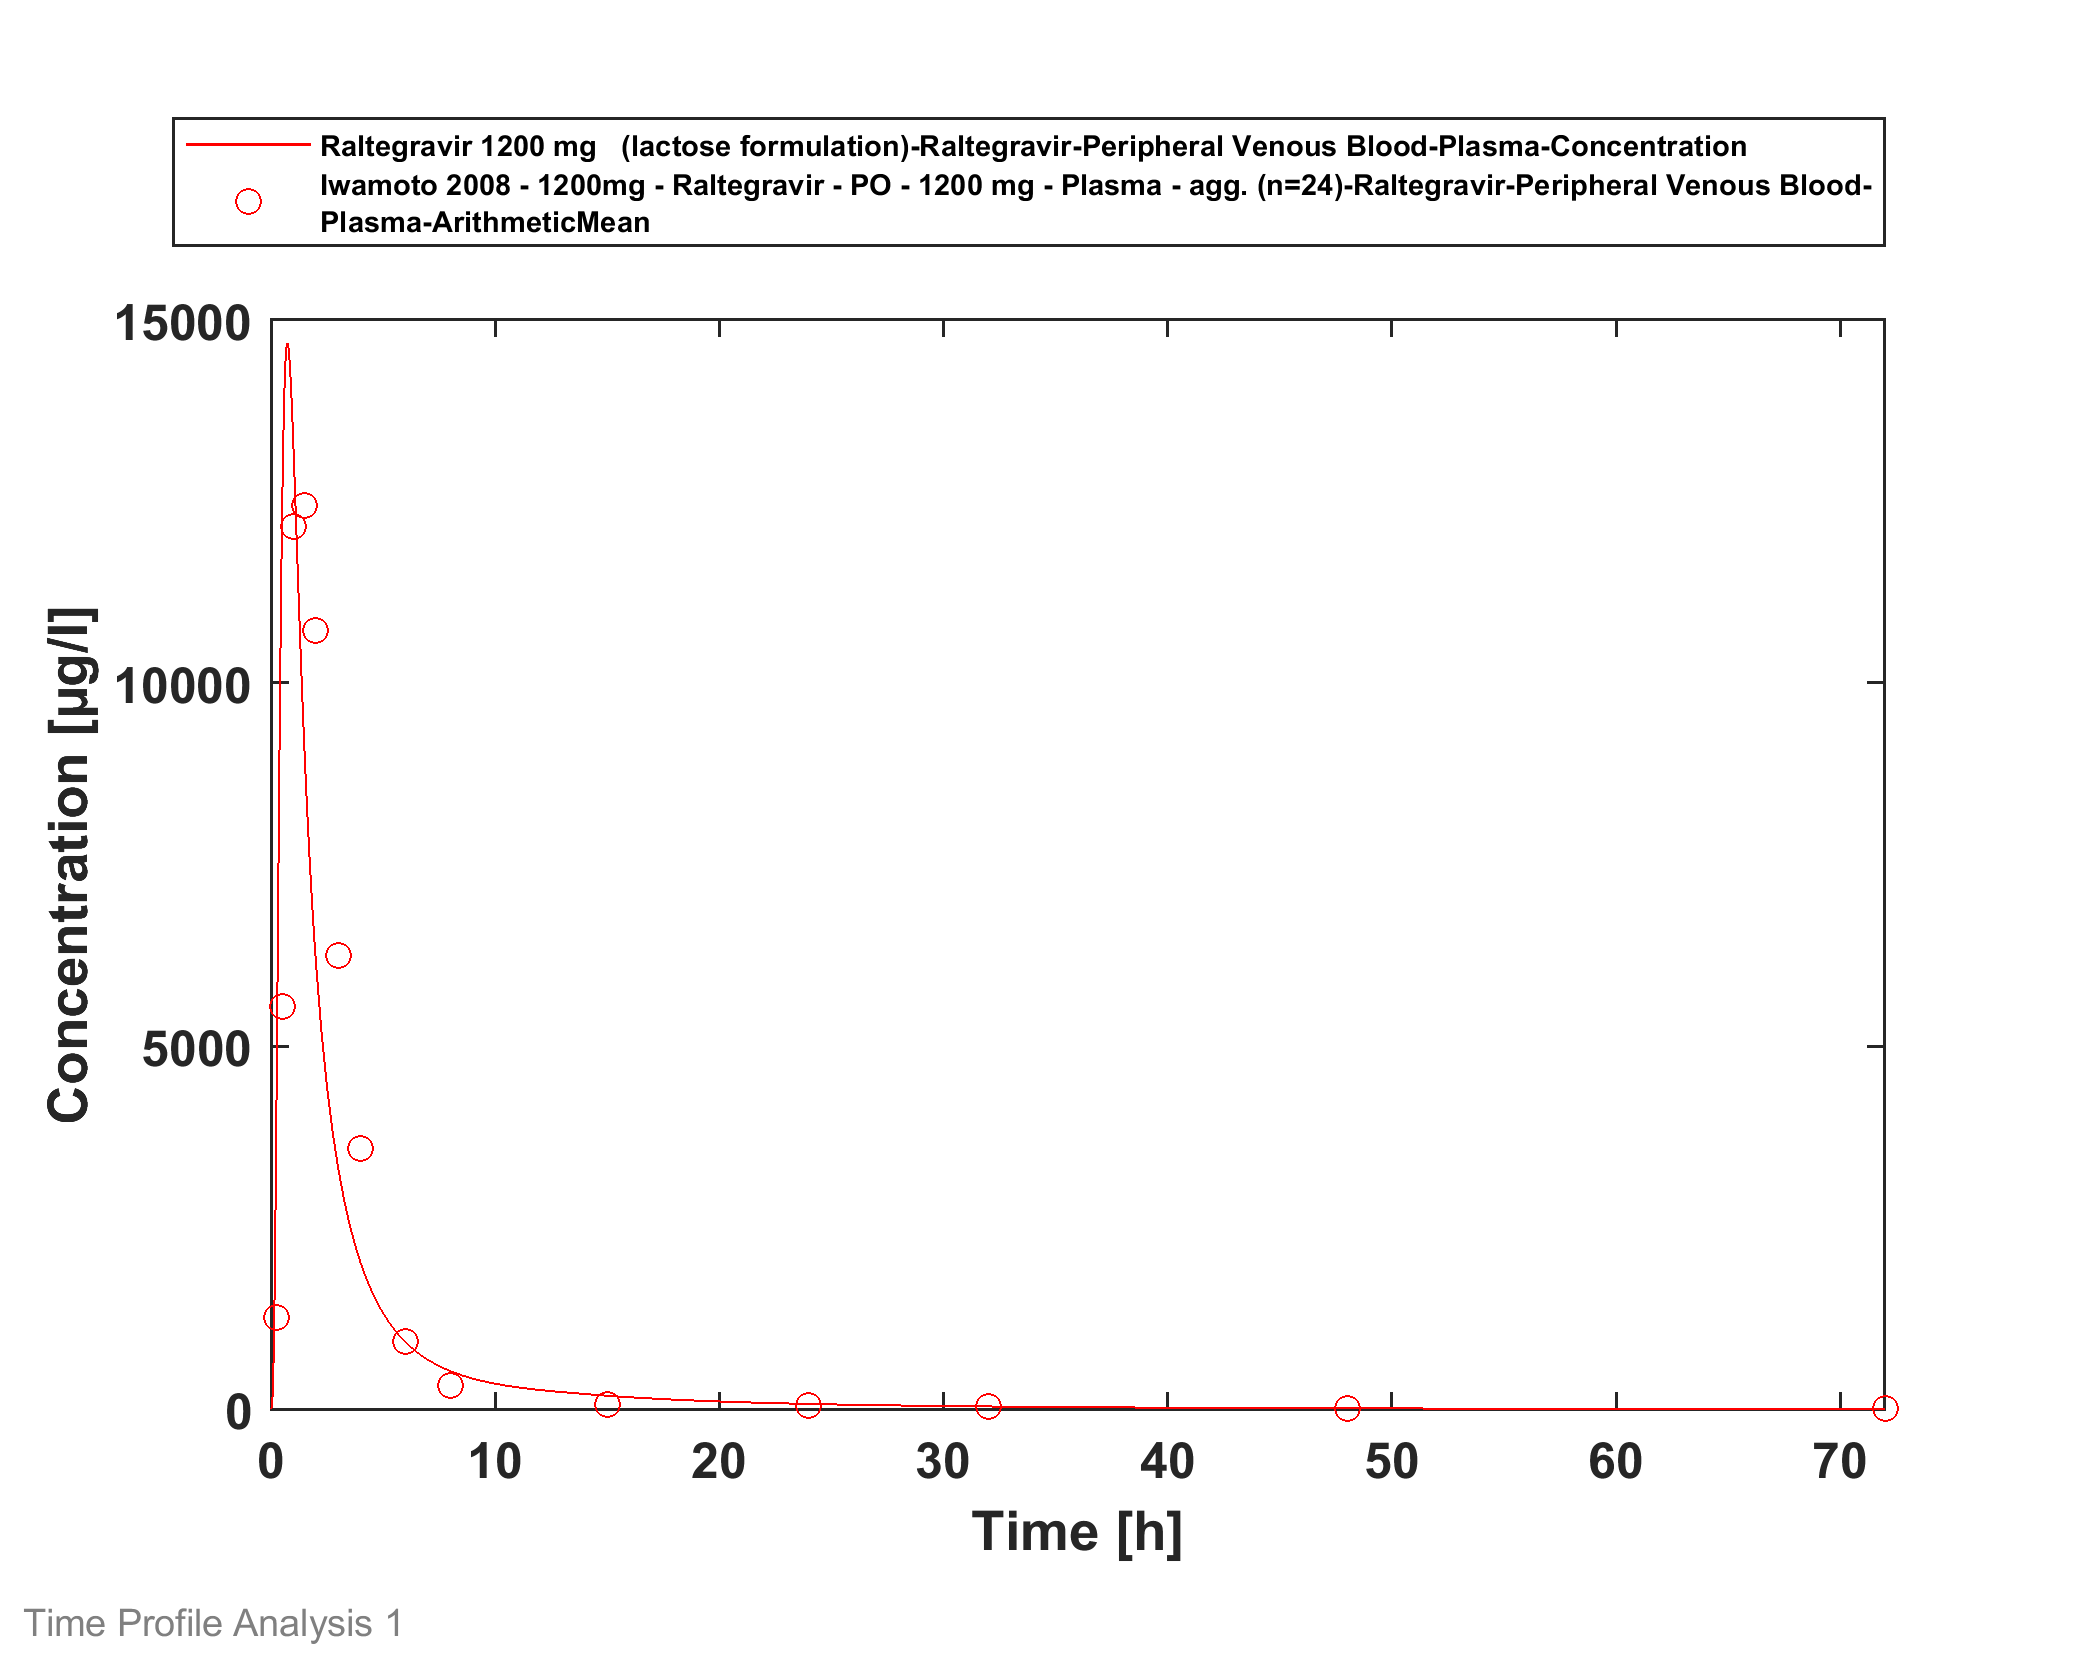 Raltegravir 1200 mg   (lactose formulation)-Raltegravir-Peripheral Venous Blood-Plasma-Concentration
Iwamoto 2008 - 1200mg - Raltegravir - PO - 1200 mg - Plasma - agg. (n=24)-Raltegravir-Peripheral Venous Blood-
Plasma-ArithmeticMean
15000
10000
5000
0
Concentration [µg/l]
0 10 20 30 40 50 60 70
Time [h]
Time Profile Analysis 1